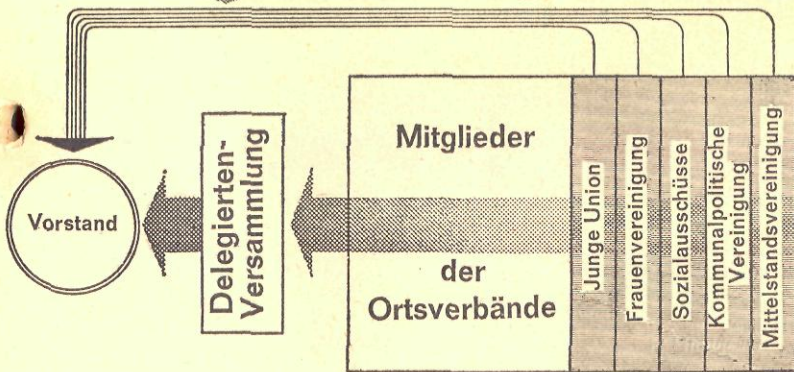 Vorstand
Delegierten-
Versammlung
Mitglieder
der
Ortsverbände
Junge Union
Frauenvereinigung
Sozialausschüsse
Kommunalpolitische
Vereinigung
Mittelstandsvereinigung